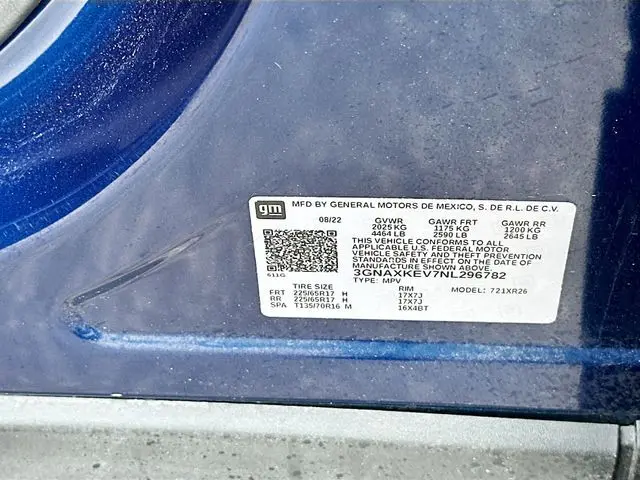 gm MFD BY GENERAL MOTORS DE MEXICO, S. DE R.L. DE C.V.
08/22 GVWR GAWR FRT GAWR RR
2025 KG 1175 KG 1200 KG
4464 LB 2590 LB 2645 LB
THIS VEHICLE CONFORMS TO ALL
APPLICABLE U.S. FEDERAL MOTOR
VEHICLE SAFETY AND THEFT PREVENTION
STANDARDS IN EFFECT ON THE DATE OF
MANUFACTURE SHOWN ABOVE.
3GNAXKEV7NL296782
611G
TYPE: MPV MODEL: 721XR26
TIRE SIZE RIM
FRT 225/65R17 H 17X7J
RR 225/65R17 H 17X7J
SPA T135/70R16 M 16X4BT